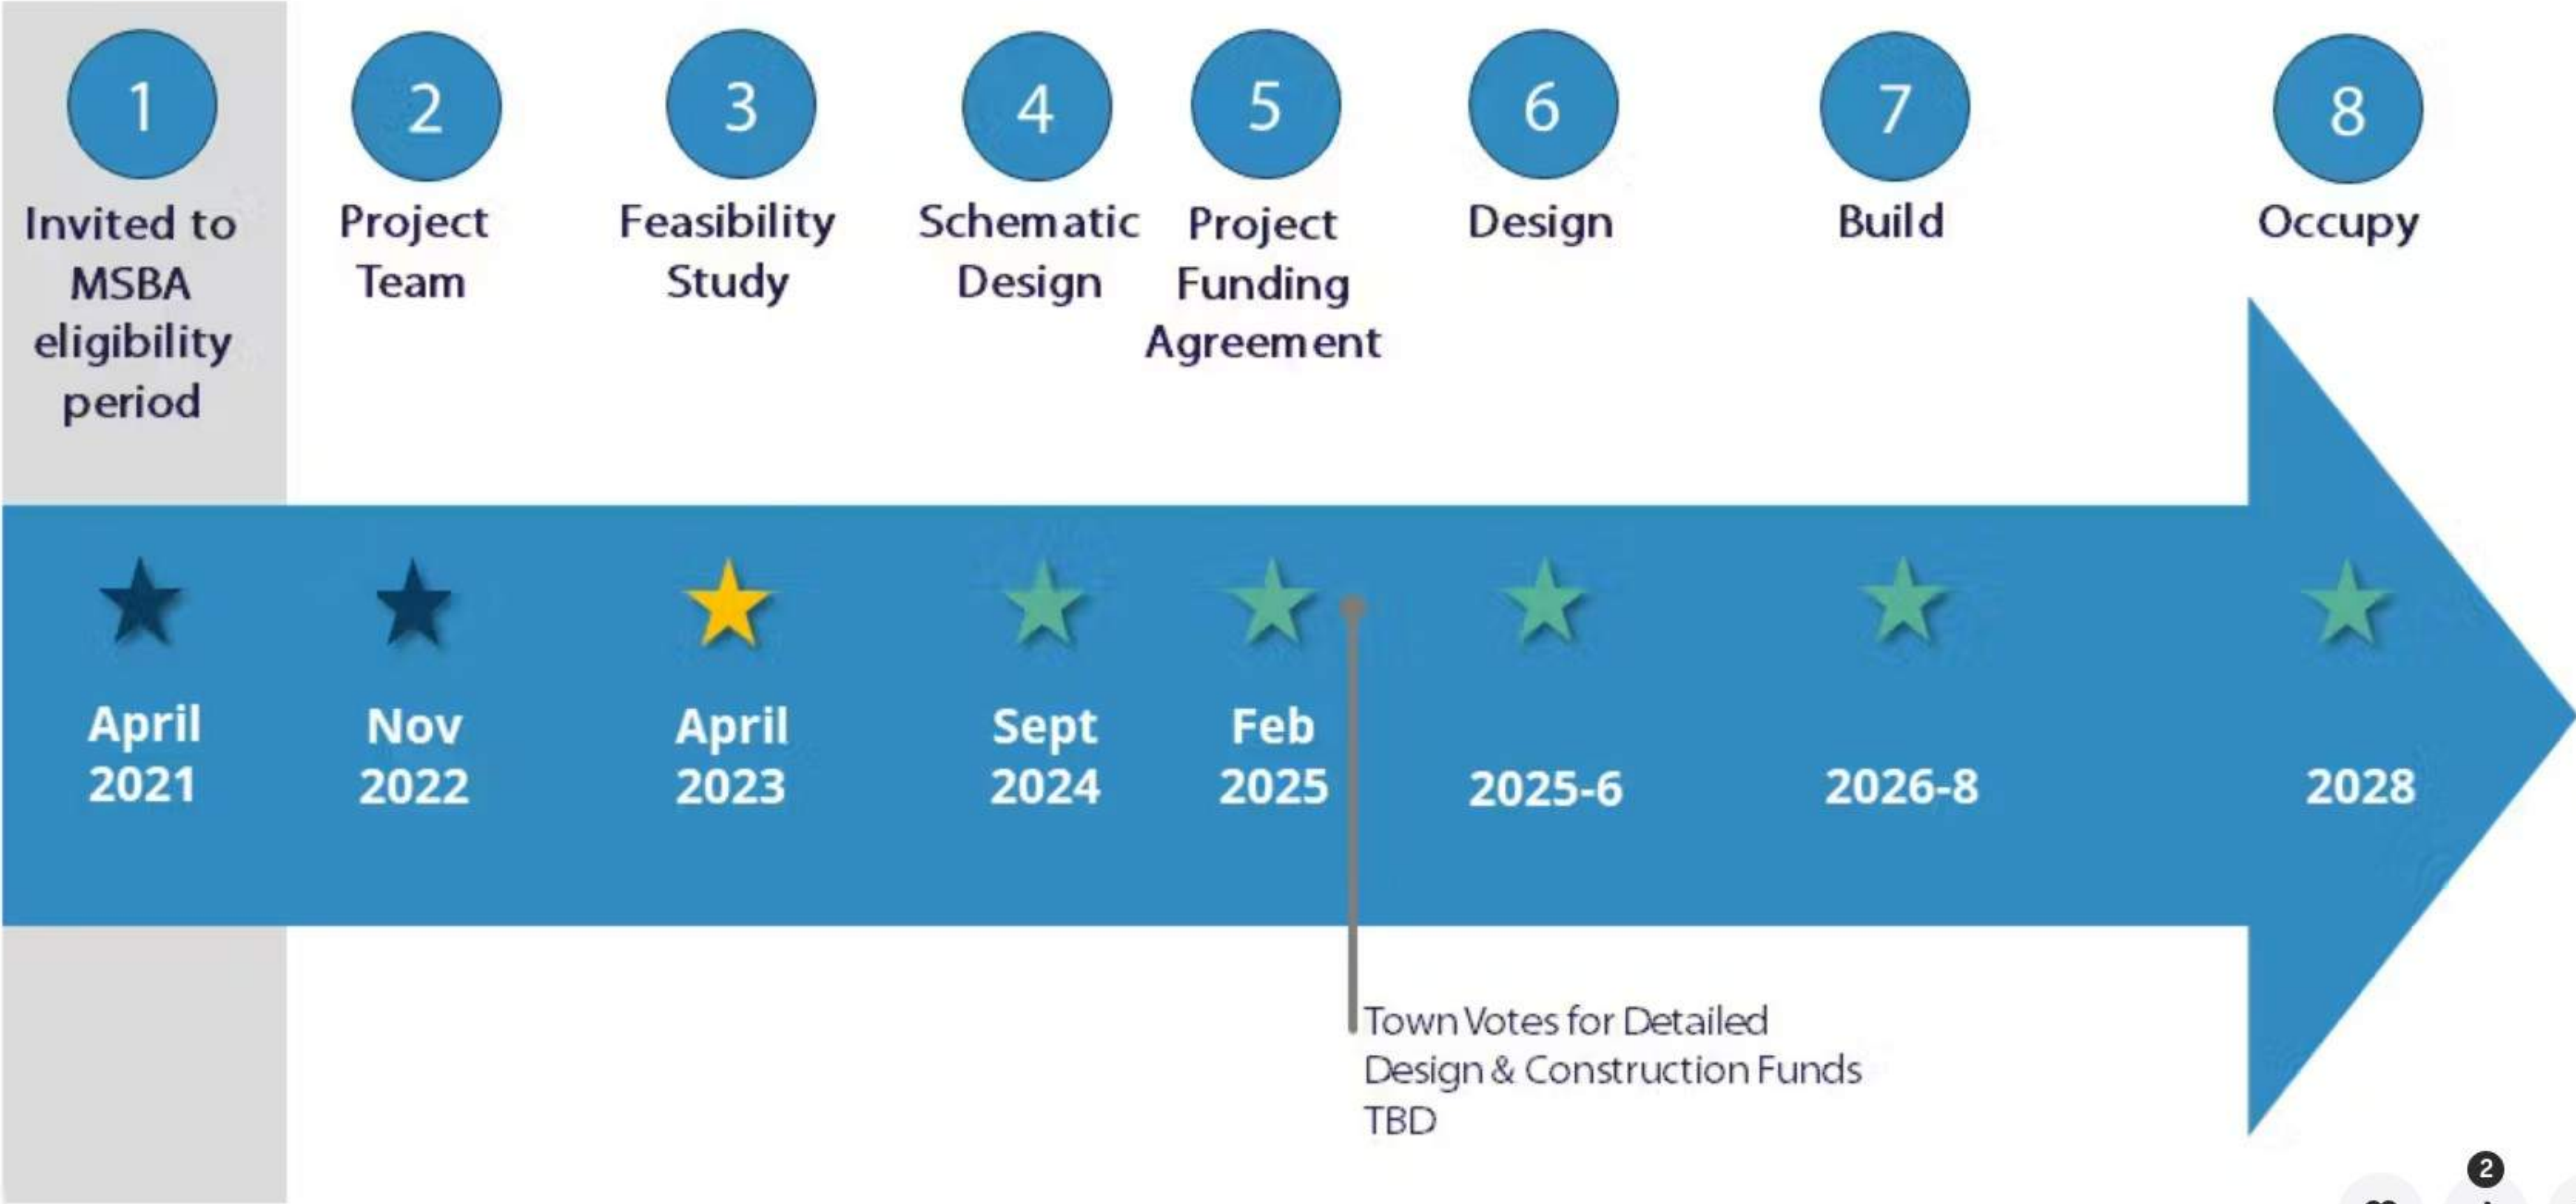 1
Invited to
MSBA
eligibility
period
2
Project
Team
3
Feasibility
Study
4
Schematic
Design
5
Project
Funding
Agreement
6
Design
7
Build
8
Occupy
April
2021
Nov
2022
April
2023
Sept
2024
Feb
2025
2025-6
2026-8
2028
Town Votes for Detailed
Design & Construction Funds
TBD
2